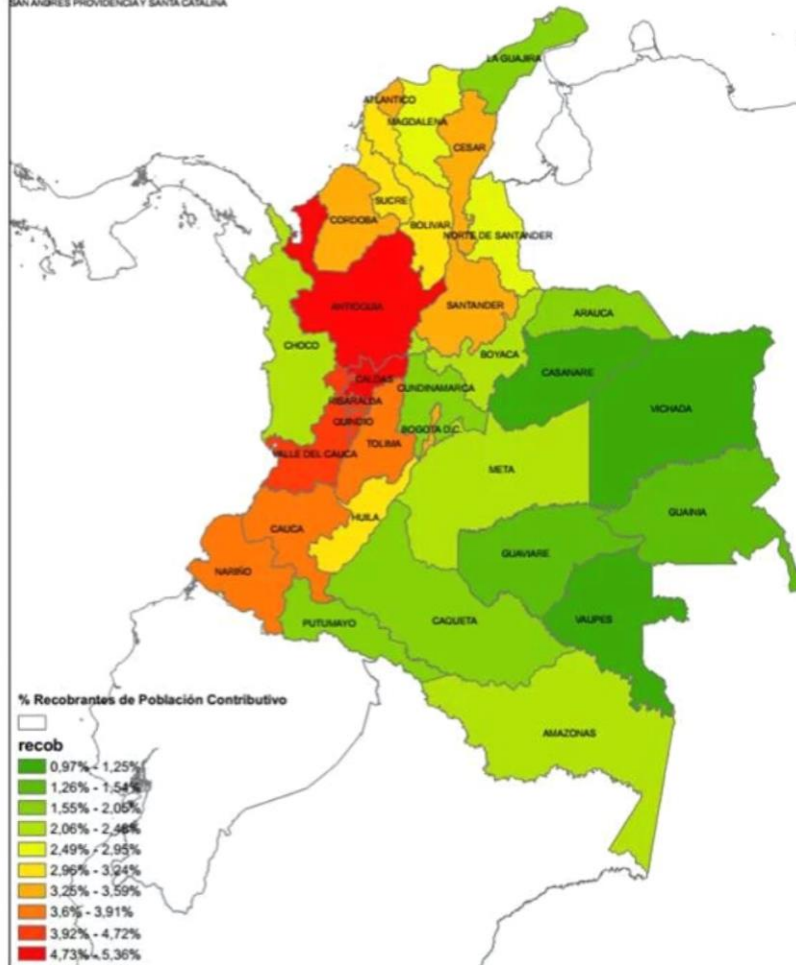 SAN ANDRES PROVIDENCIA Y SANTA CATALINA
LA GUAJIRA
ATLANTICO
MAGDALENA
CESAR
SUCRE
CORDOBA
BOLIVAR
NORTE DE SANTANDER
ANTIOQUIA
SANTANDER
ARAUCA
CHOCO
BOYACA
CASANARE
CALDAS
CUNDINAMARCA
RISARALDA
VICHADA
QUINDIO
BOGOTA D.C.
TOLIMA
VALLE DEL CAUCA
META
GUAINIA
HUILA
CAUCA
GUAVIARE
NARIÑO
PUTUMAYO
CAQUETA
VAUPES
AMAZONAS
% Recobrantes de Población Contributivo
recob
0,97% - 1,25%
1,26% - 1,54%
1,55% - 2,05%
2,06% - 2,48%
2,49% - 2,95%
2,96% - 3,24%
3,25% - 3,59%
3,6% - 3,91%
3,92% - 4,72%
4,73% - 5,36%